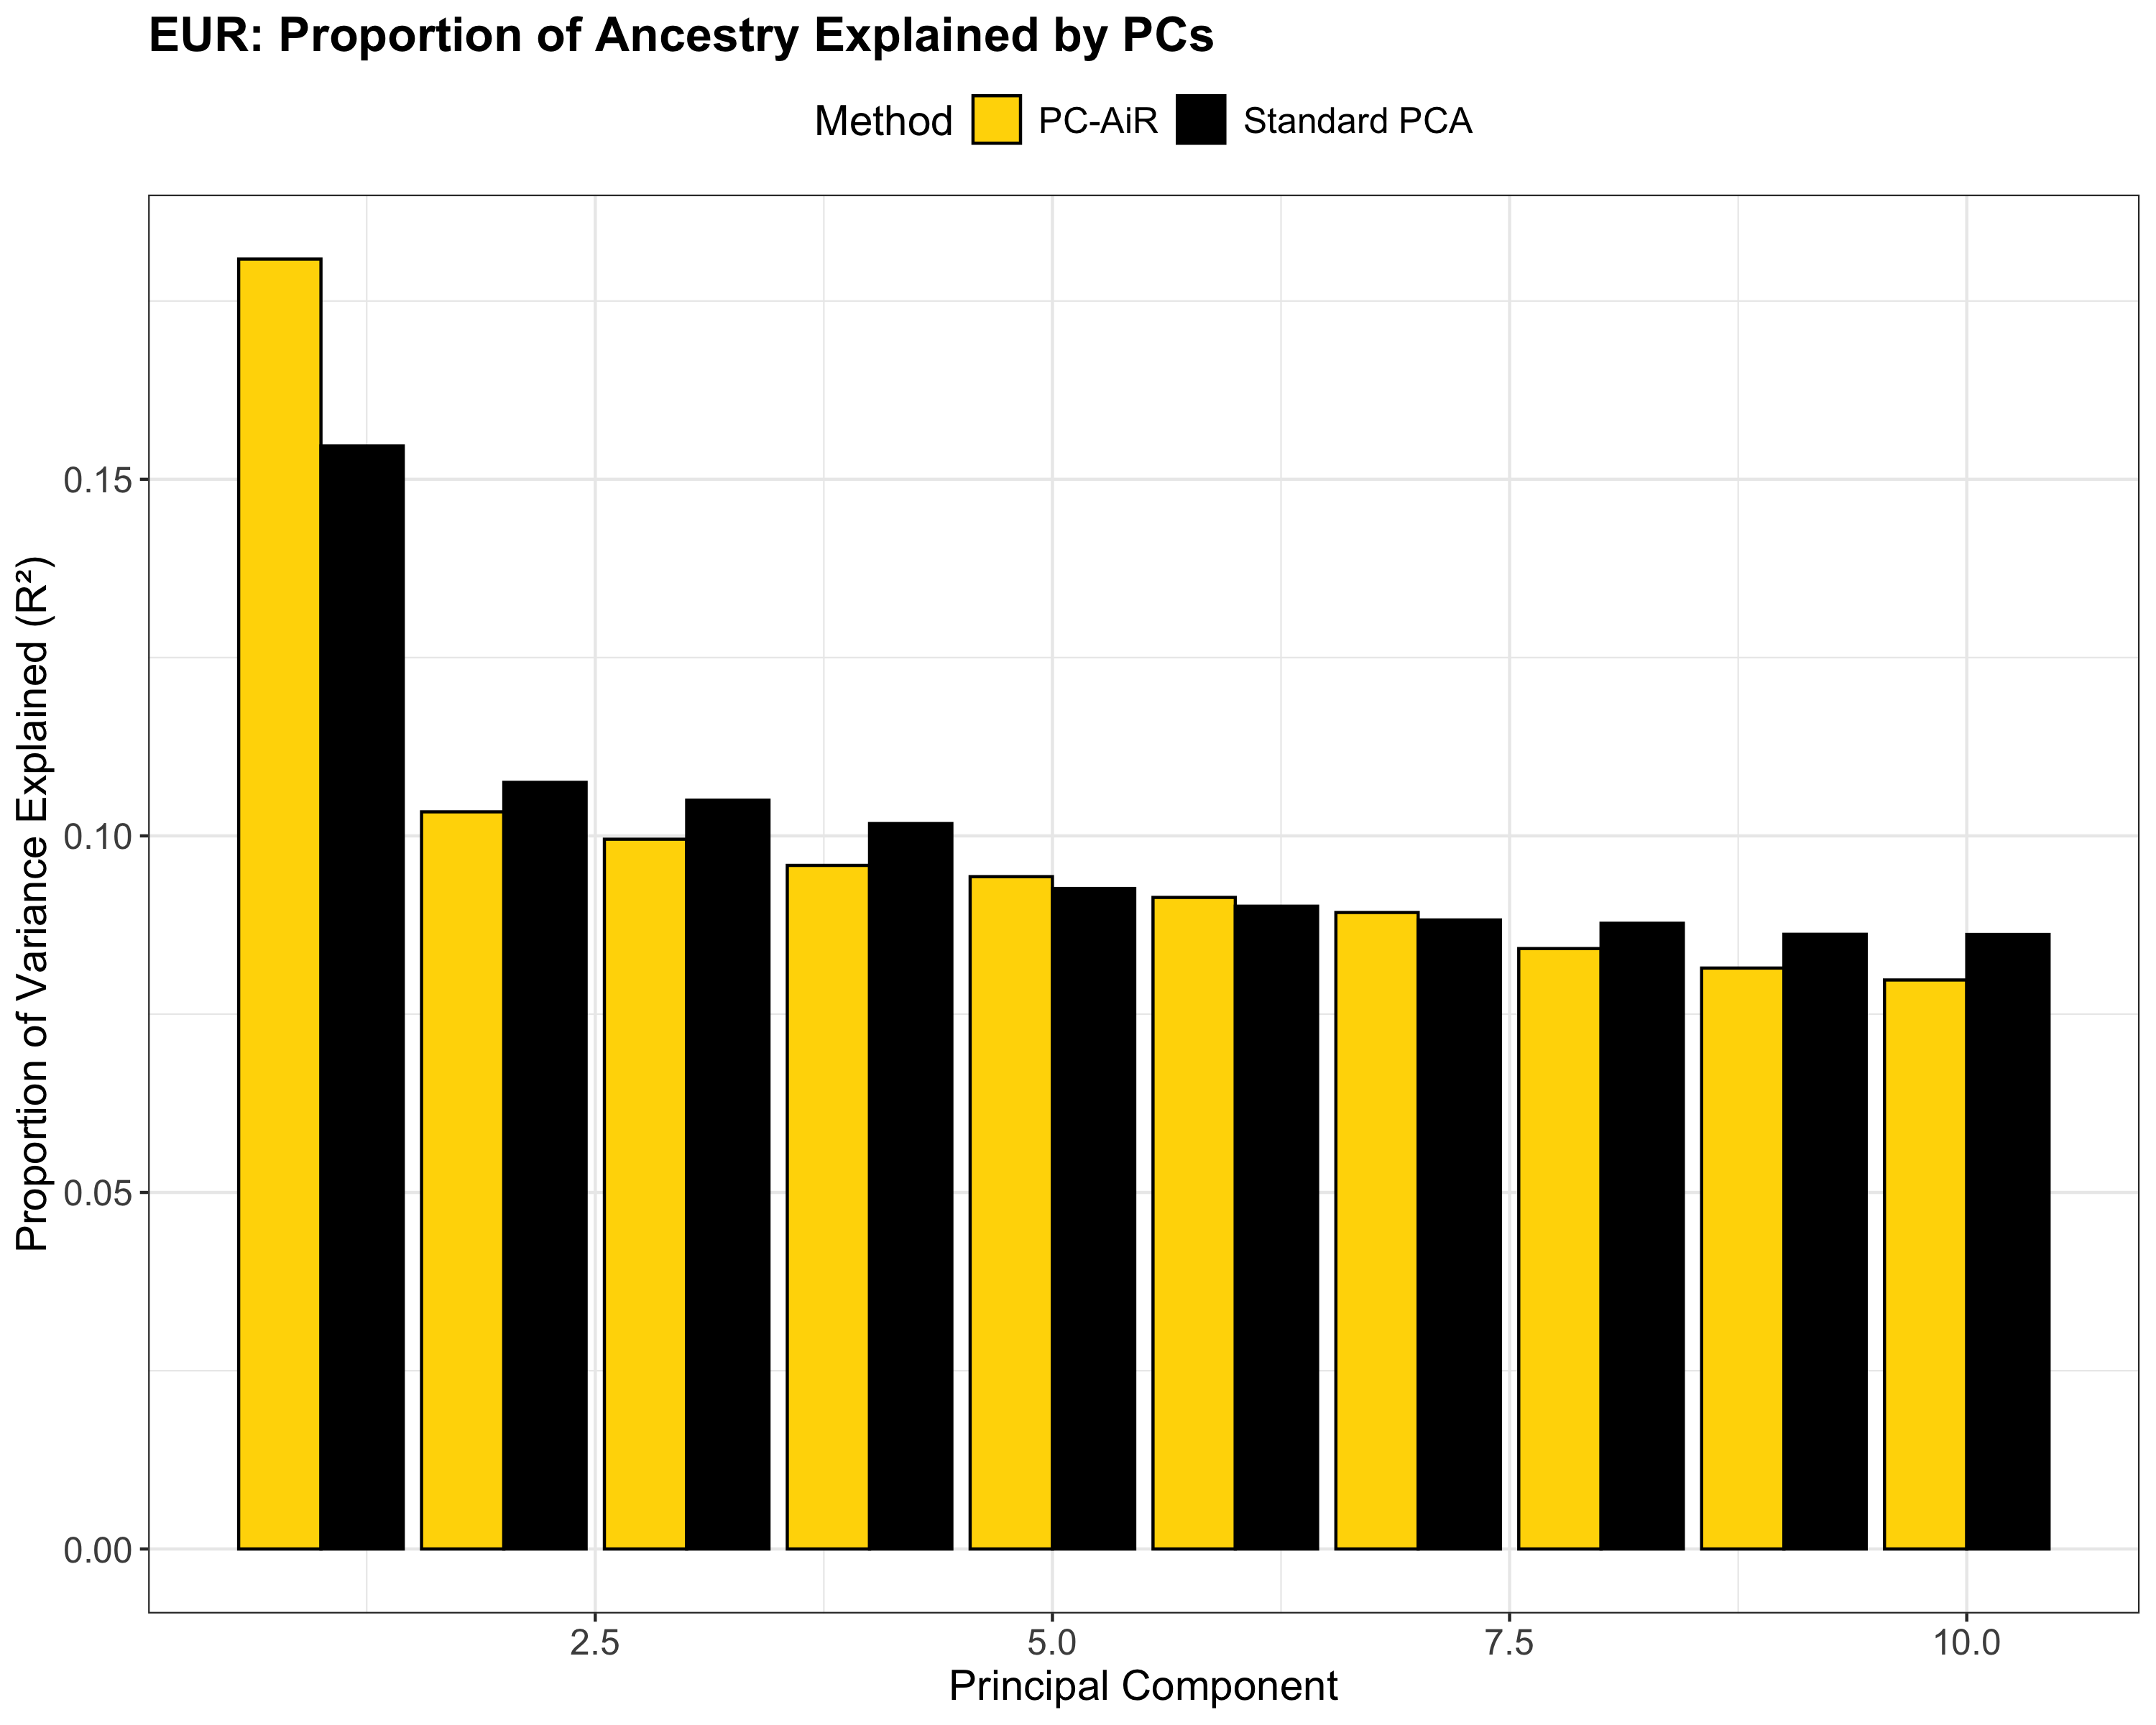 EUR: Proportion of Ancestry Explained by PCs
Method PC-AiR Standard PCA
Proportion of Variance Explained (R²)
0.15
0.10
0.05
0.00
2.5 5.0 7.5 10.0
Principal Component